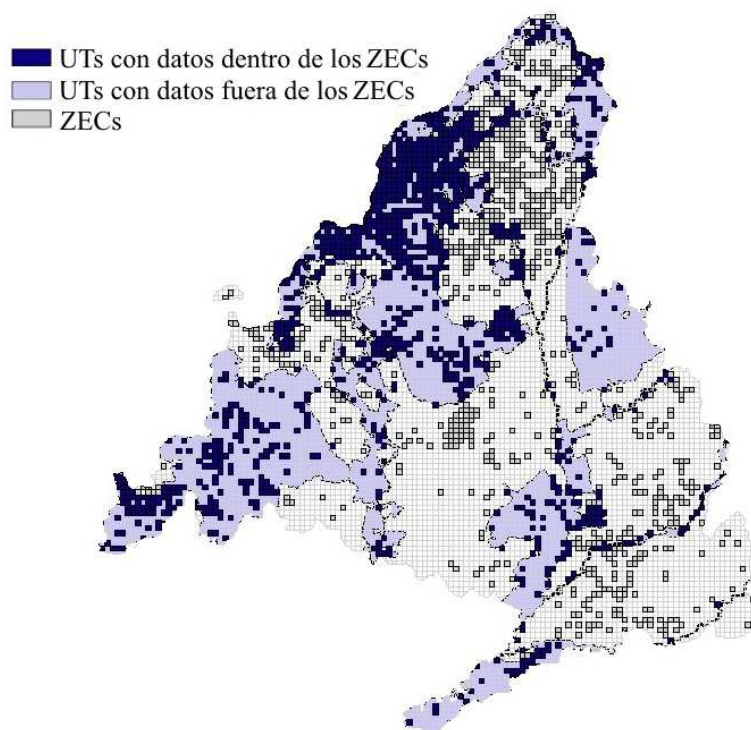 UTs con datos dentro de los ZECs
UTs con datos fuera de los ZECs
ZECs